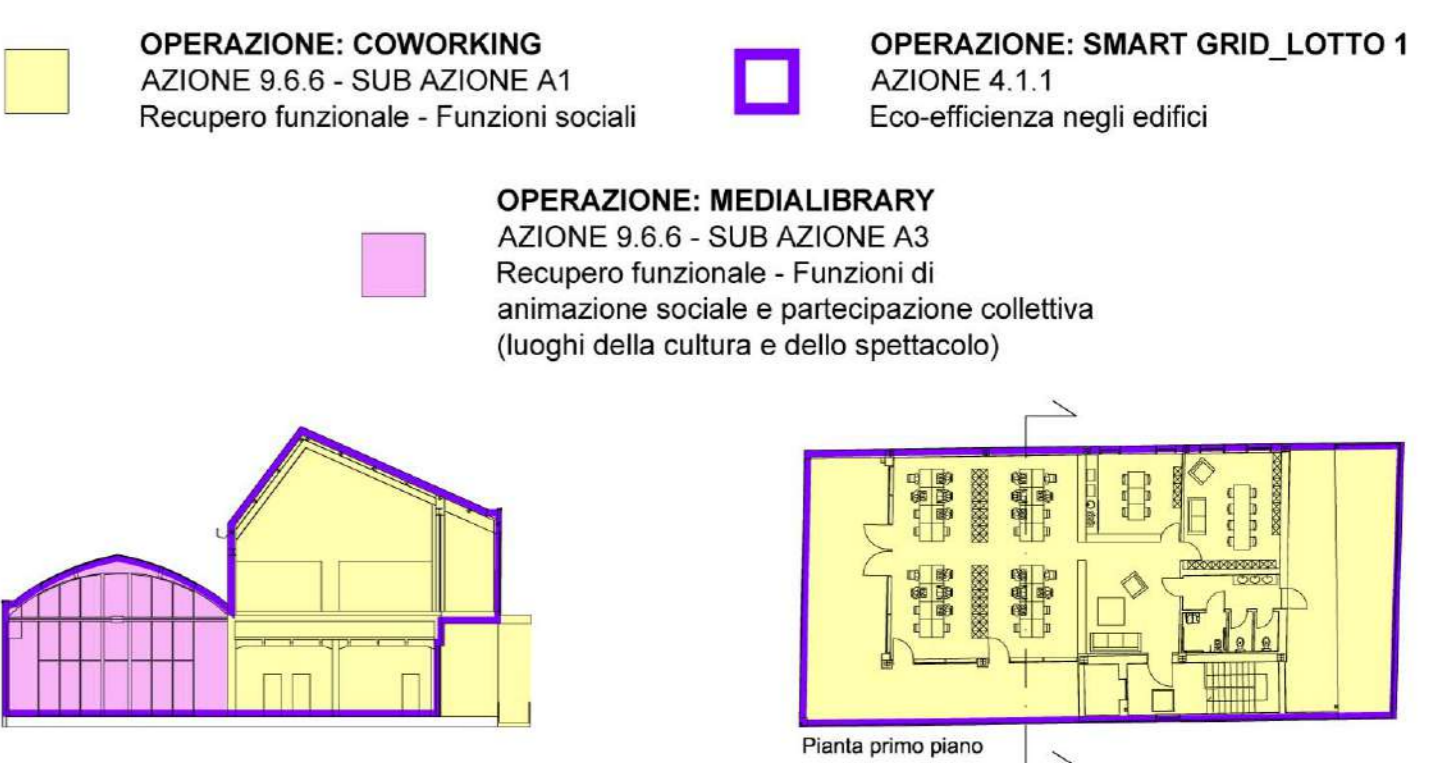 OPERAZIONE: COWORKING
AZIONE 9.6.6 - SUB AZIONE A1
Recupero funzionale - Funzioni sociali
OPERAZIONE: SMART GRID_LOTTO 1
AZIONE 4.1.1
Eco-efficienza negli edifici
OPERAZIONE: MEDIALIBRARY
AZIONE 9.6.6 - SUB AZIONE A3
Recupero funzionale - Funzioni di
animazione sociale e partecipazione collettiva
(luoghi della cultura e dello spettacolo)
Pianta primo piano